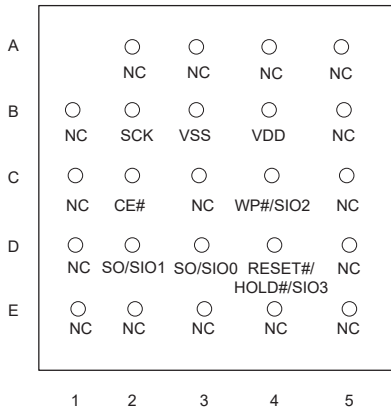 A
NC NC NC NC
B
NC SCK VSS VDD NC
C
NC CE# NC WP#/SIO2 NC
D
NC SO/SIO1 SO/SIO0 RESET#/ NC
HOLD#/SIO3
E
NC NC NC NC NC
1 2 3 4 5